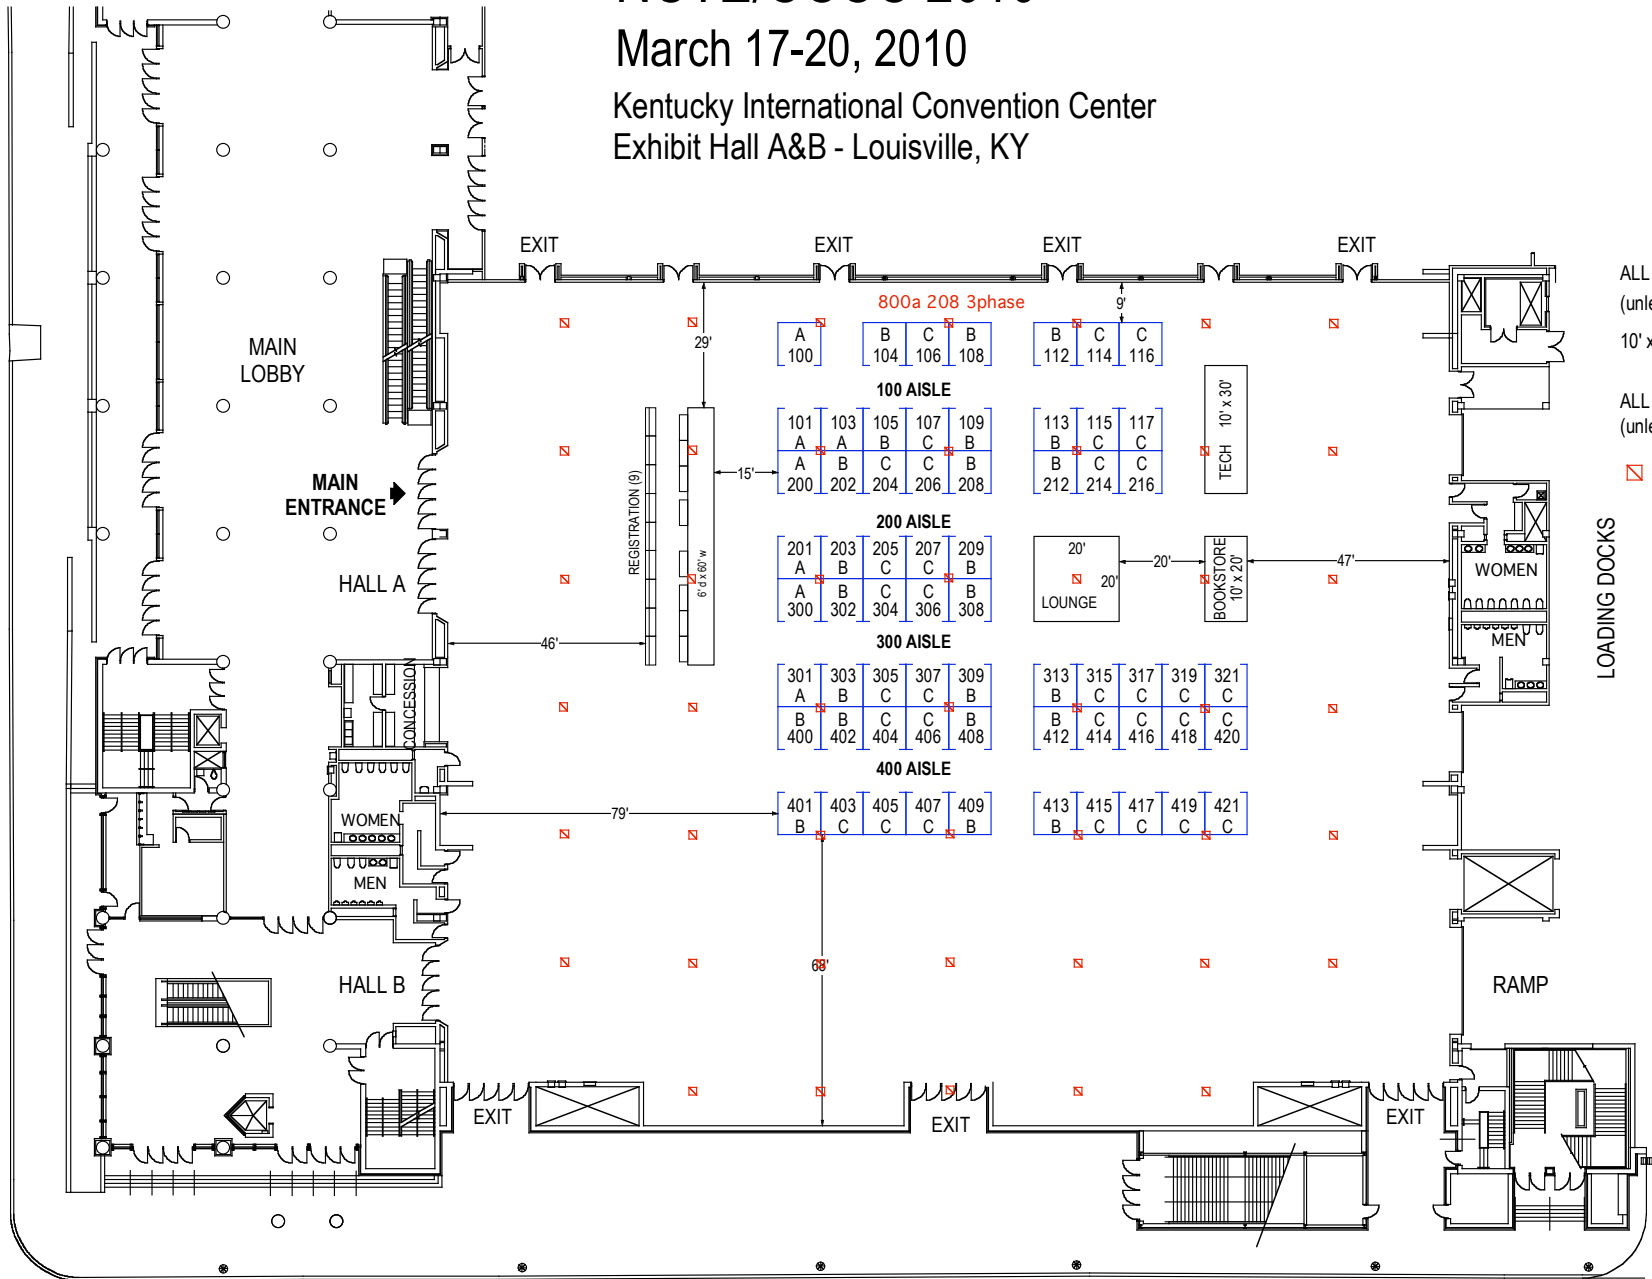 March 17-20, 2010
Kentucky International Convention Center
Exhibit Hall A&B - Louisville, KY
EXIT
EXIT
EXIT
EXIT
800a 208 3phase
9'
29'
A B C B B C C
100 104 106 108 112 114 116
100 AISLE
101 103 105 107 109 113 115 117
A A B C B B C C
A B C C B B C C
200 202 204 206 208 212 214 216
TECH 10' x 30'
15'
MAIN
LOBBY
MAIN
ENTRANCE
REGISTRATION (9)
6' d x 60' w
200 AISLE
201 203 205 207 209
A B C C B
A B C C B
300 302 304 306 308
20'
20'
LOUNGE
20'
BOOKSTORE
10' x 20'
47'
HALL A
46'
300 AISLE
301 303 305 307 309 313 315 317 319 321
A B C C B B C C C C
B B C C B B C C C C
400 402 404 406 408 412 414 416 418 420
400 AISLE
401 403 405 407 409 413 415 417 419 421
B C C C B B C C C C
79'
68'
CONCESSION
WOMEN
MEN
HALL B
WOMEN
MEN
LOADING DOCKS
RAMP
EXIT
EXIT
EXIT
ALL
10' x
ALL